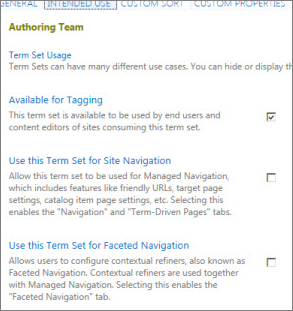 GENERAL INTENDED USE CUSTOM SORT CUSTOM PROPERTIES
Authoring Team
Term Set Usage
Term Sets can have many different use cases. You can hide or display th
Available for Tagging
This term set is available to be used by end users and
content editors of sites consuming this term set.
Use this Term Set for Site Navigation
Allow this term set to be used for Managed Navigation,
which includes features like friendly URLs, target page
settings, catalog item page settings, etc. Selecting this
enables the "Navigation" and "Term-Driven Pages" tabs.
Use this Term Set for Faceted Navigation
Allows users to configure contextual refiners, also known as
Faceted Navigation. Contextual refiners are used together
with Managed Navigation. Selecting this enables the
"Faceted Navigation" tab.